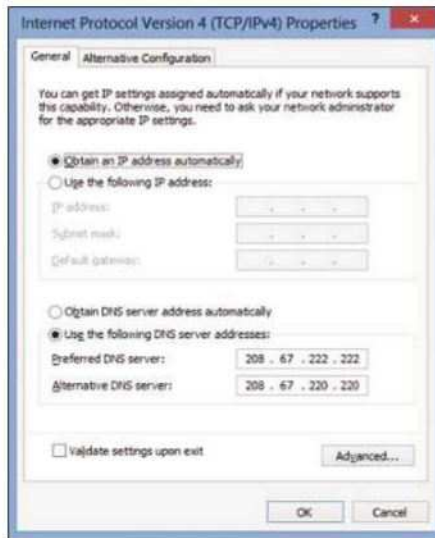 Internet Protocol Version 4 (TCP/IPv4) Properties ? ×
General Alternative Configuration
You can get IP settings assigned automatically if your network supports
this capability. Otherwise, you need to ask your network administrator
for the appropriate IP settings.
Obtain an IP address automatically
Use the following IP address:
IP address:
Subnet mask:
Default gateway:
Obtain DNS server address automatically
Use the following DNS server addresses:
Preferred DNS server: 208 . 67 . 222 . 222
Alternative DNS server: 208 . 67 . 220 . 220
Validate settings upon exit
Advanced...
OK Cancel